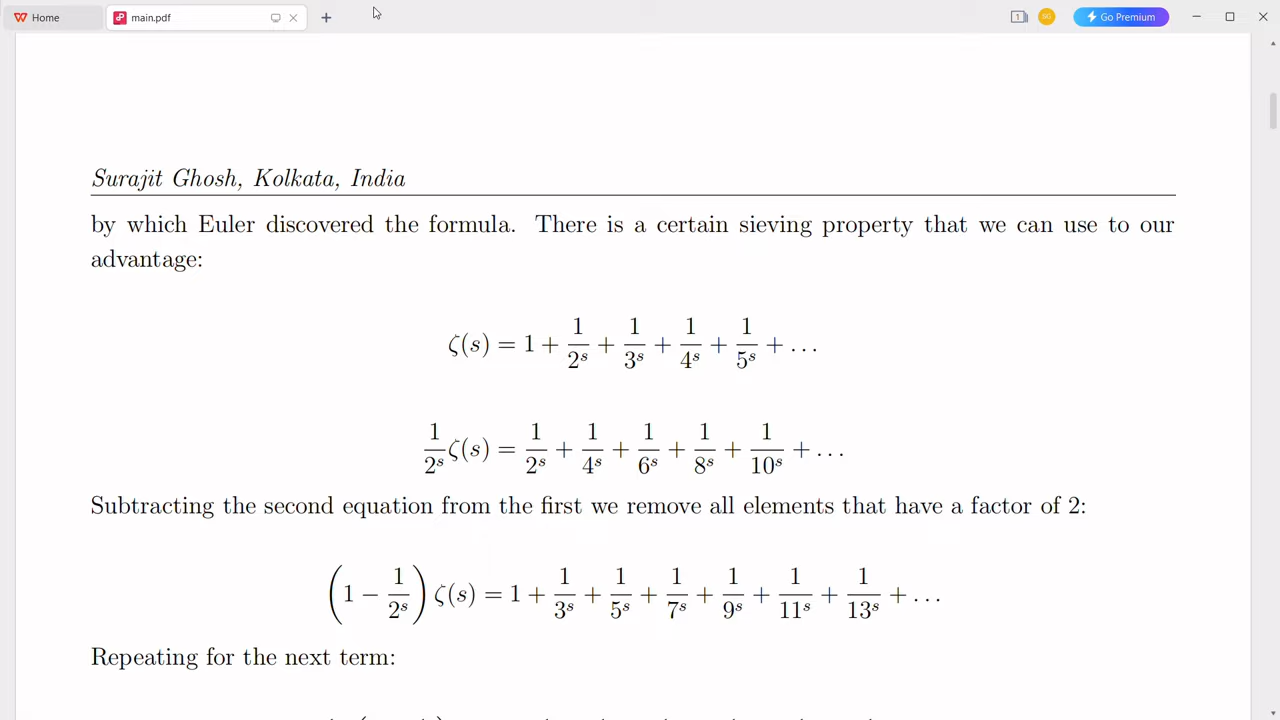 Home
main.pdf
1
SG
Go Premium
Surajit Ghosh, Kolkata, India
by which Euler discovered the formula. There is a certain sieving property that we can use to our
advantage:
ζ(s) = 1 + 1/2^s + 1/3^s + 1/4^s + 1/5^s + ...
1/2^s ζ(s) = 1/2^s + 1/4^s + 1/6^s + 1/8^s + 1/10^s + ...
Subtracting the second equation from the first we remove all elements that have a factor of 2:
(1 − 1/2^s) ζ(s) = 1 + 1/3^s + 1/5^s + 1/7^s + 1/9^s + 1/11^s + 1/13^s + ...
Repeating for the next term: